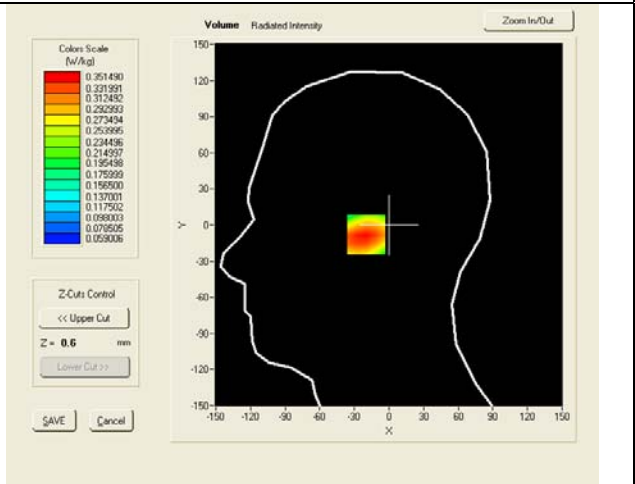 Volume Radiated Intensity
Zoom In/Out
Colors Scale
(W/kg)
0.351490
0.331991
0.312492
0.292993
0.273494
0.253995
0.234496
0.214997
0.195498
0.175999
0.156500
0.137001
0.117502
0.098003
0.078505
0.059006
Z-Cuts Control
<< Upper Cut
Z = 0.6 mm
Lower Cut >>
SAVE Cancel
150
120
90
60
30
0
-30
-60
-90
-120
-150
Y
-150 -120 -90 -60 -30 0 30 60 90 120 150
X